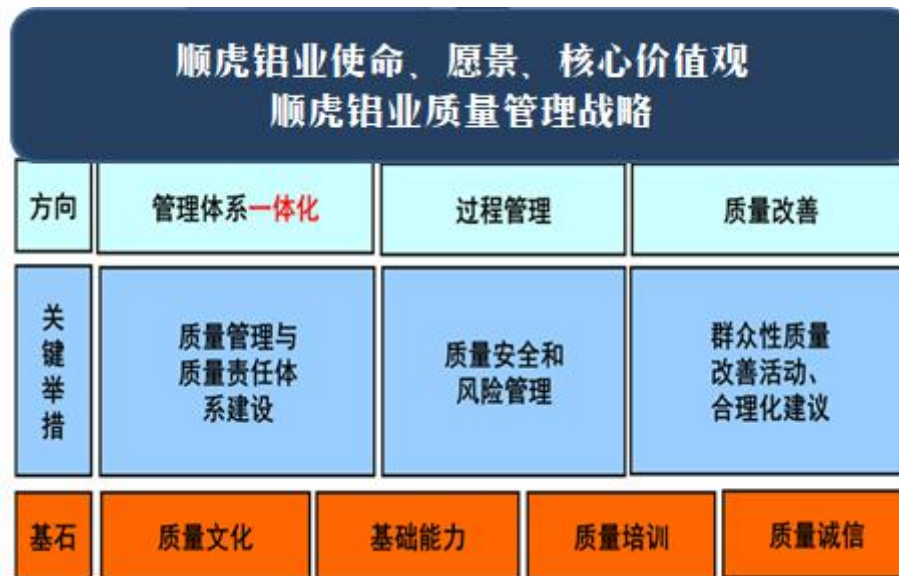 顺虎铝业使命、愿景、核心价值观
顺虎铝业质量管理战略
方向
管理体系一体化
过程管理
质量改善
关
键
举
措
质量管理与
质量责任体
系建设
质量安全和
风险管理
群众性质量
改善活动、
合理化建议
基石
质量文化
基础能力
质量培训
质量诚信